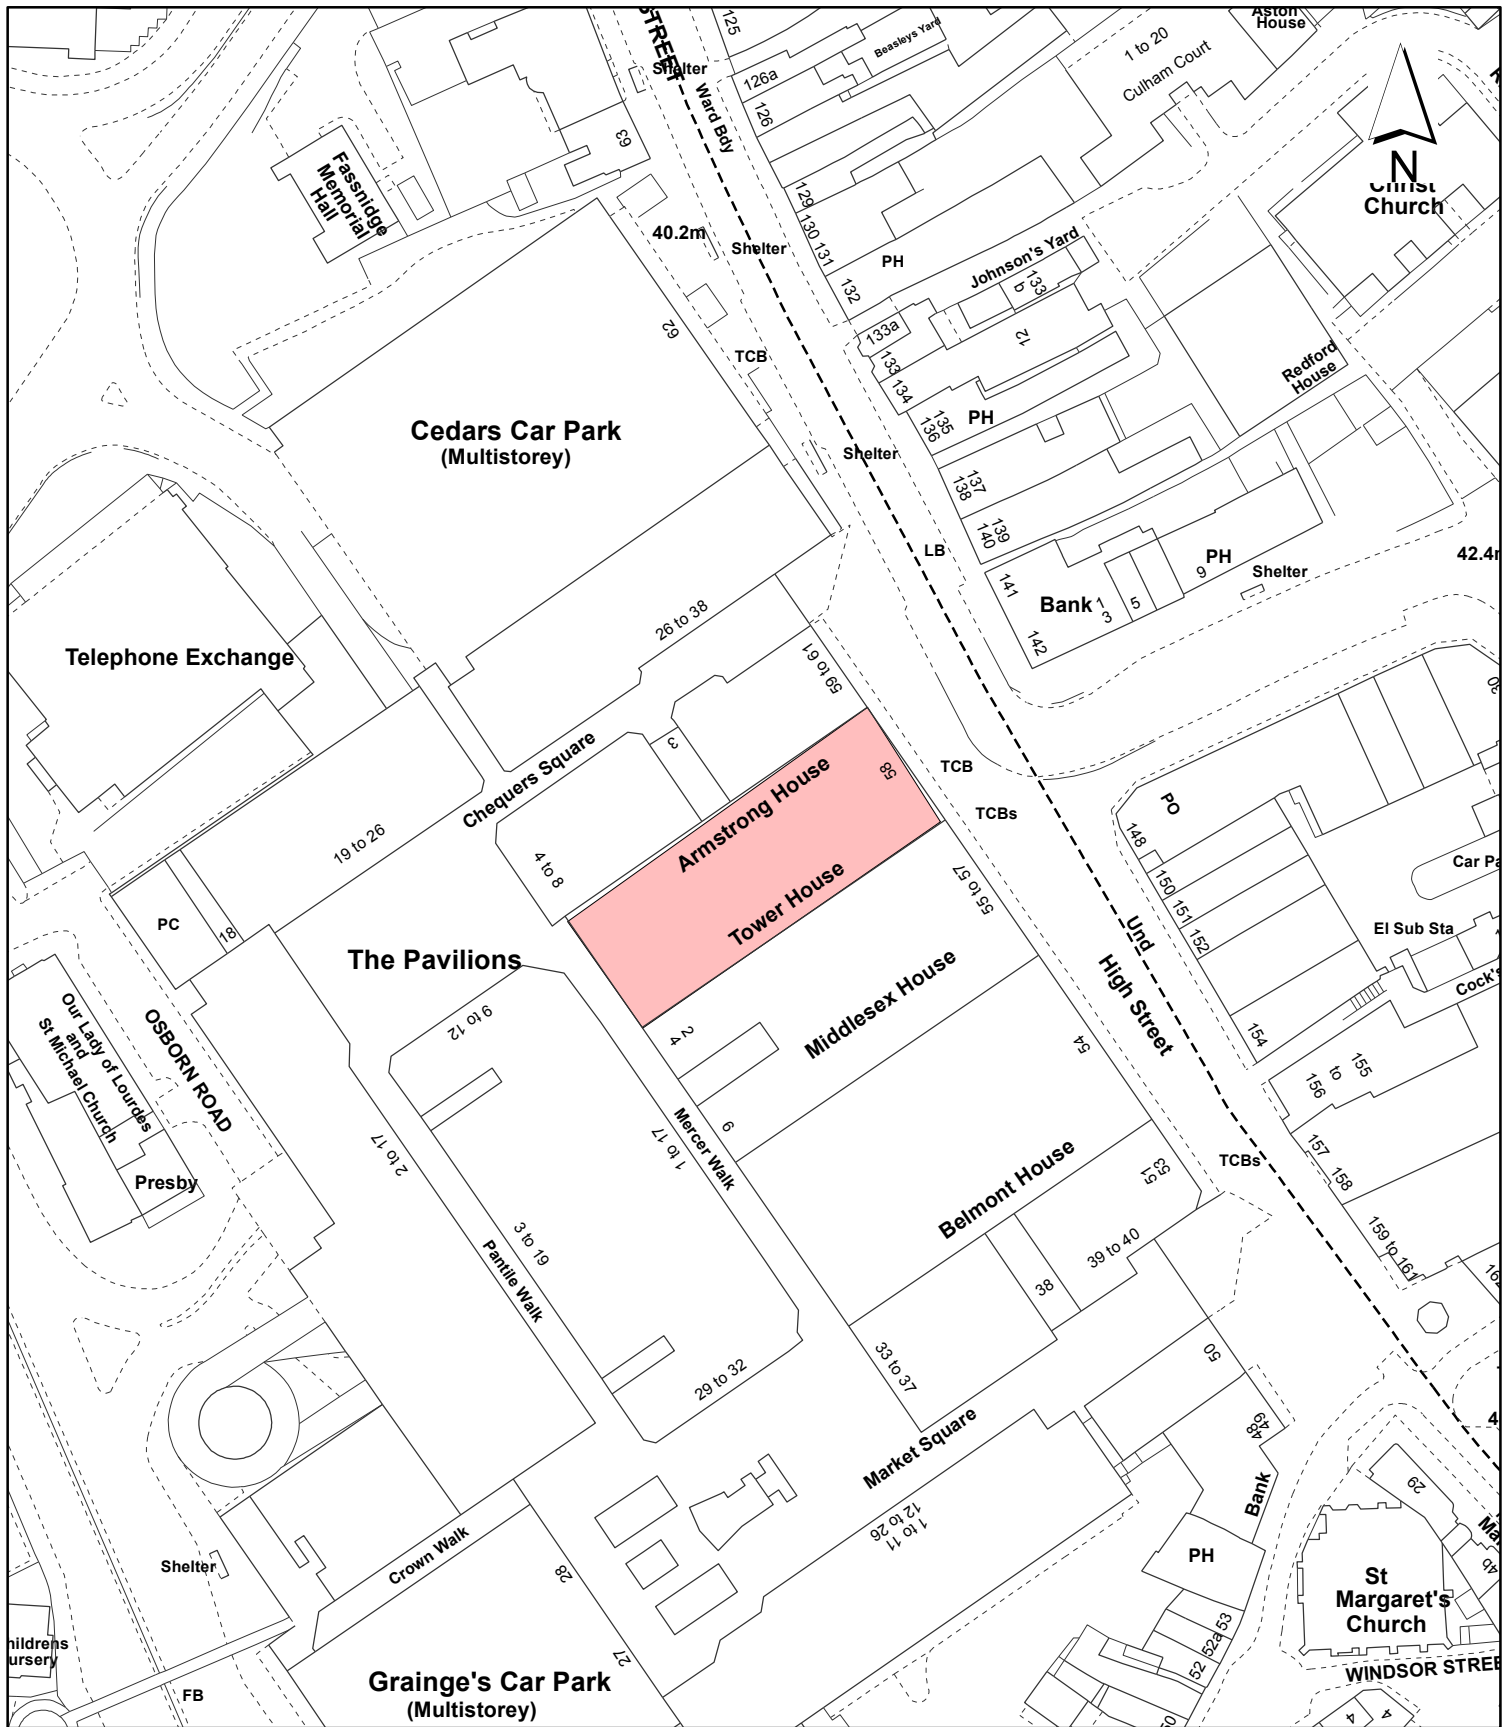 STREET
125
Beasleys Yard
Aston
House
Shelter
126a
1 to 20
Culham Court
126
Ward Bdy
63
N
Christ
Church
Fassnidge
Memorial
Hall
129
130
131
132
40.2m
Shelter
PH
Johnson's Yard
133
b
133a
12
133
134
62
TCB
Redford
House
135
136
PH
Cedars Car Park
(Multistorey)
Shelter
137
138
139
140
LB
PH
9
Shelter
42.4m
141
Bank
1
3
5
142
26 to 38
Telephone Exchange
59 to 61
30
3
Chequers Square
58
Armstrong House
TCB
TCBs
PO
148
19 to 26
4 to 8
Tower House
55 to 57
150
151
152
Car Pa
PC
18
The Pavilions
Und
El Sub Sta
Cock's
Middlesex House
High Street
Our Lady of Lourdes
and
St Michael Church
OSBORN ROAD
9 to 12
2
4
54
154
155
to
156
Mercer Walk
1 to 17
6
2 to 17
157
158
TCBs
Presby
Belmont House
51
53
3 to 19
Pantile Walk
39 to 40
38
159 to 161
162
33 to 37
29 to 32
50
Market Square
48
49
Bank
29
1 to 11
12 to 26
Crown Walk
Shelter
28
PH
St
Margaret's
Church
4b
hildrens
ursery
27
53
52a
52
WINDSOR STREE
Grainge's Car Park
(Multistorey)
FB
50
4
4